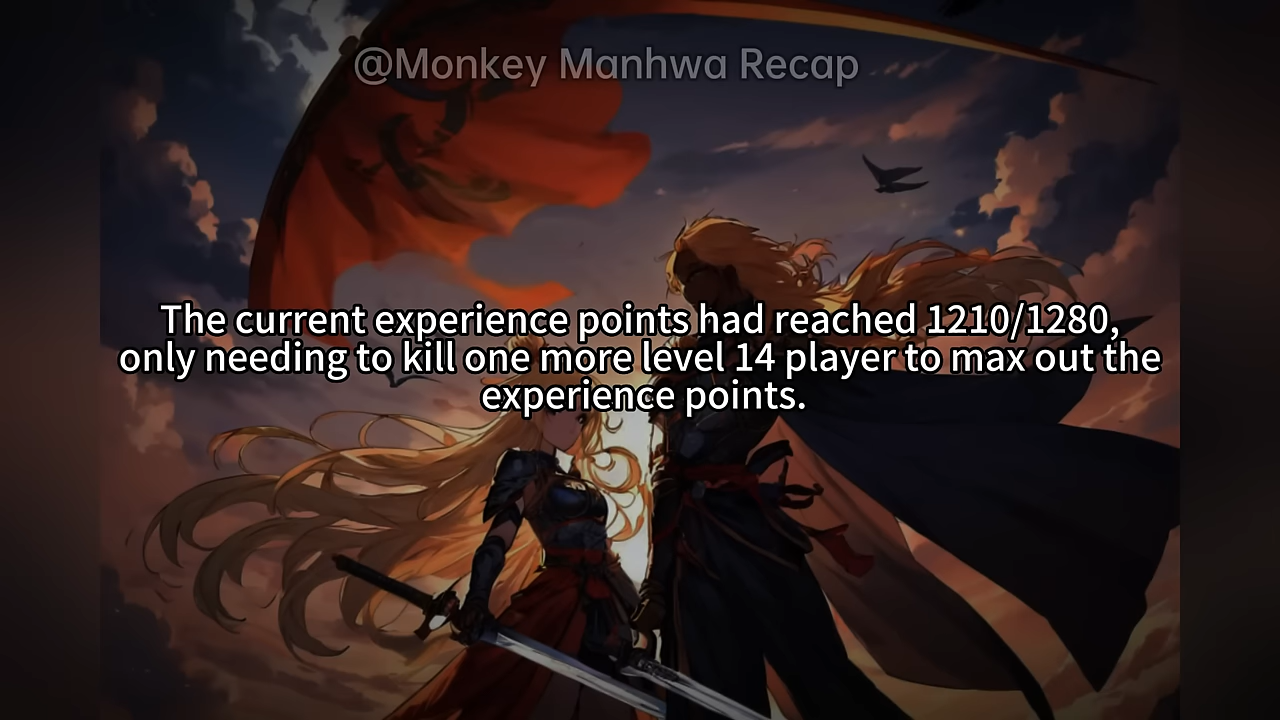 @Monkey Manhwa Recap
The current experience points had reached 1210/1280,
only needing to kill one more level 14 player to max out the
experience points.